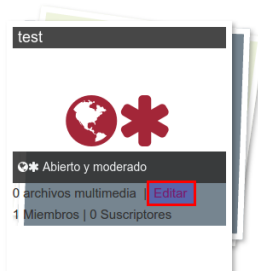 test
Abierto y moderado
0 archivos multimedia | Editar
1 Miembros | 0 Suscriptores